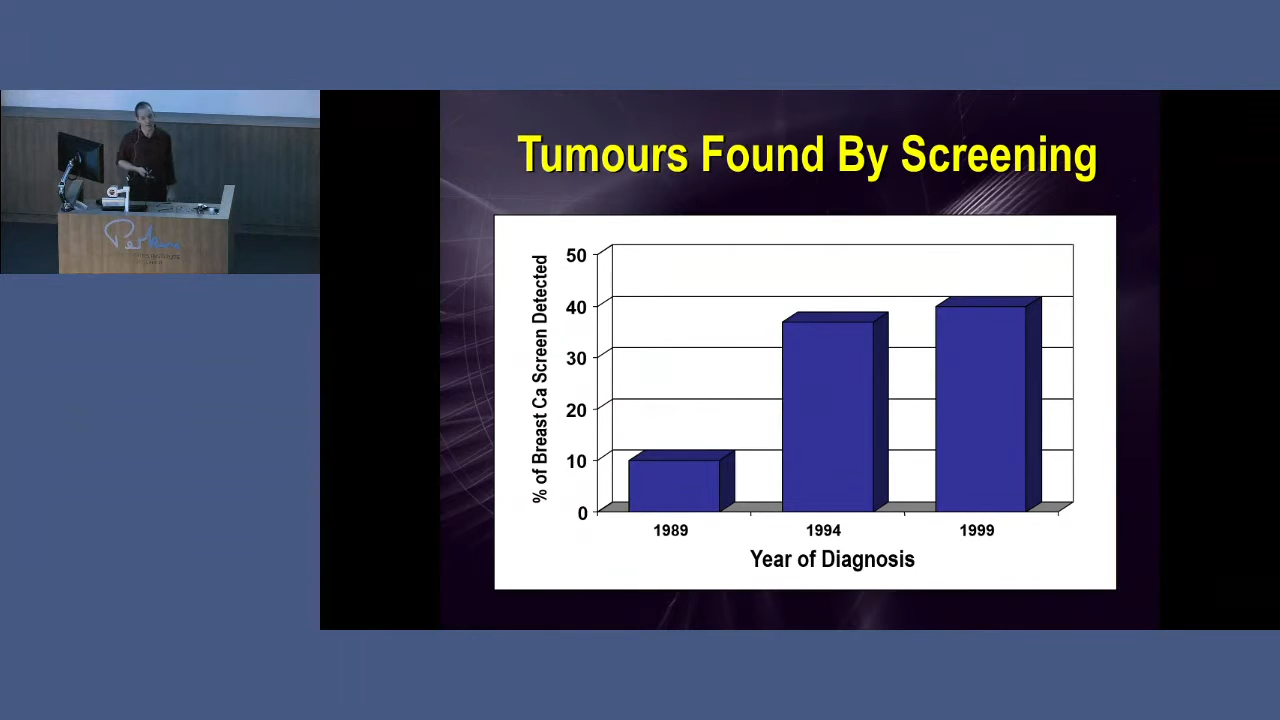 Tumours Found By Screening
% of Breast Ca Screen Detected
50
40
30
20
10
0
1989
1994
1999
Year of Diagnosis
Perkins